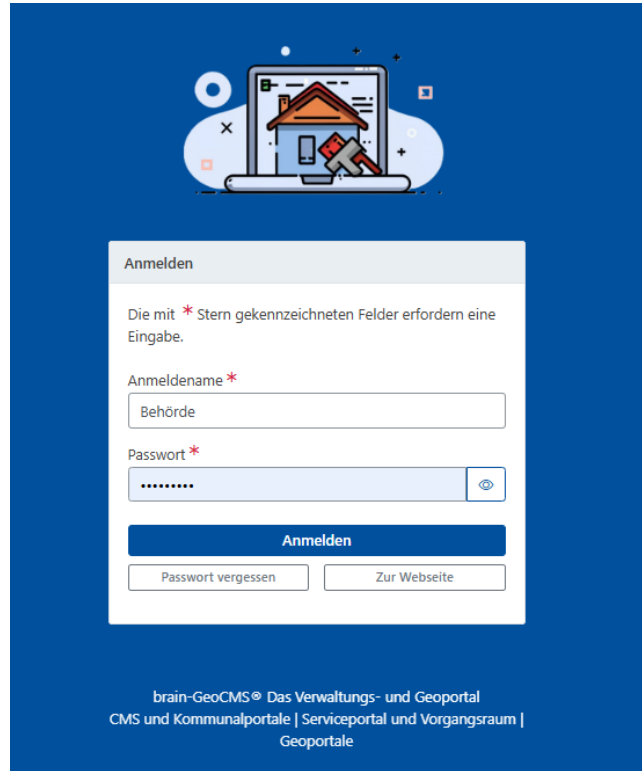 Anmelden
Die mit * Stern gekennzeichneten Felder erfordern eine
Eingabe.
Anmeldename *
Behörde
Passwort *
•••••••••
Anmelden
Passwort vergessen
Zur Webseite
brain-GeoCMS® Das Verwaltungs- und Geoportal
CMS und Kommunalportale | Serviceportal und Vorgangsraum |
Geoportale